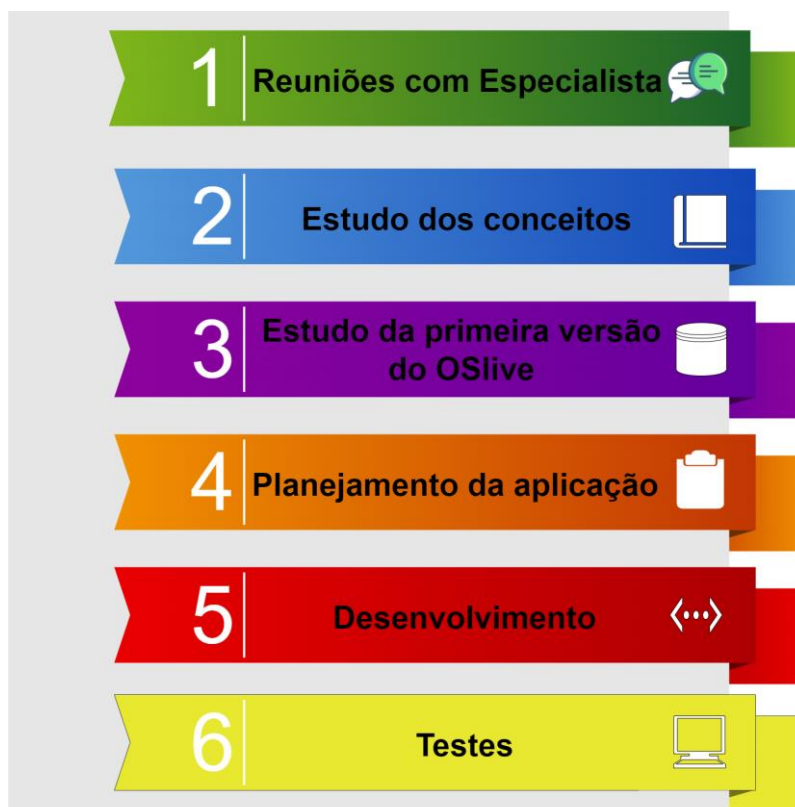 1
Reuniões com Especialista
2
Estudo dos conceitos
3
Estudo da primeira versão
do OSlive
4
Planejamento da aplicação
5
Desenvolvimento
6
Testes